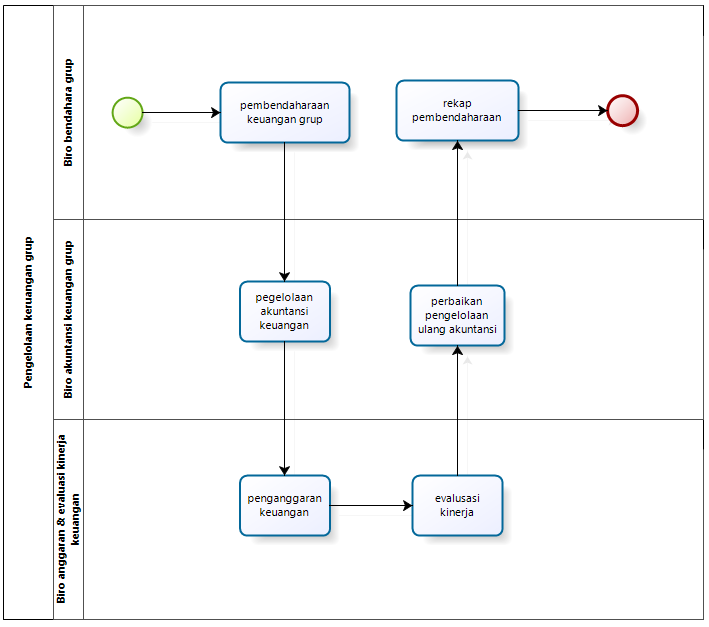 Pengelolaan keruangan grup
Biro bendahara grup
pembendaharaan
keuangan grup
rekap
pembendaharaan
Biro akuntansi keuangan grup
pegelolaan
akuntansi
keuangan
perbaikan
pengelolaan
ulang akuntansi
Biro anggaran & evaluasi kinerja
keuangan
penganggaran
keuangan
evalusasi
kinerja